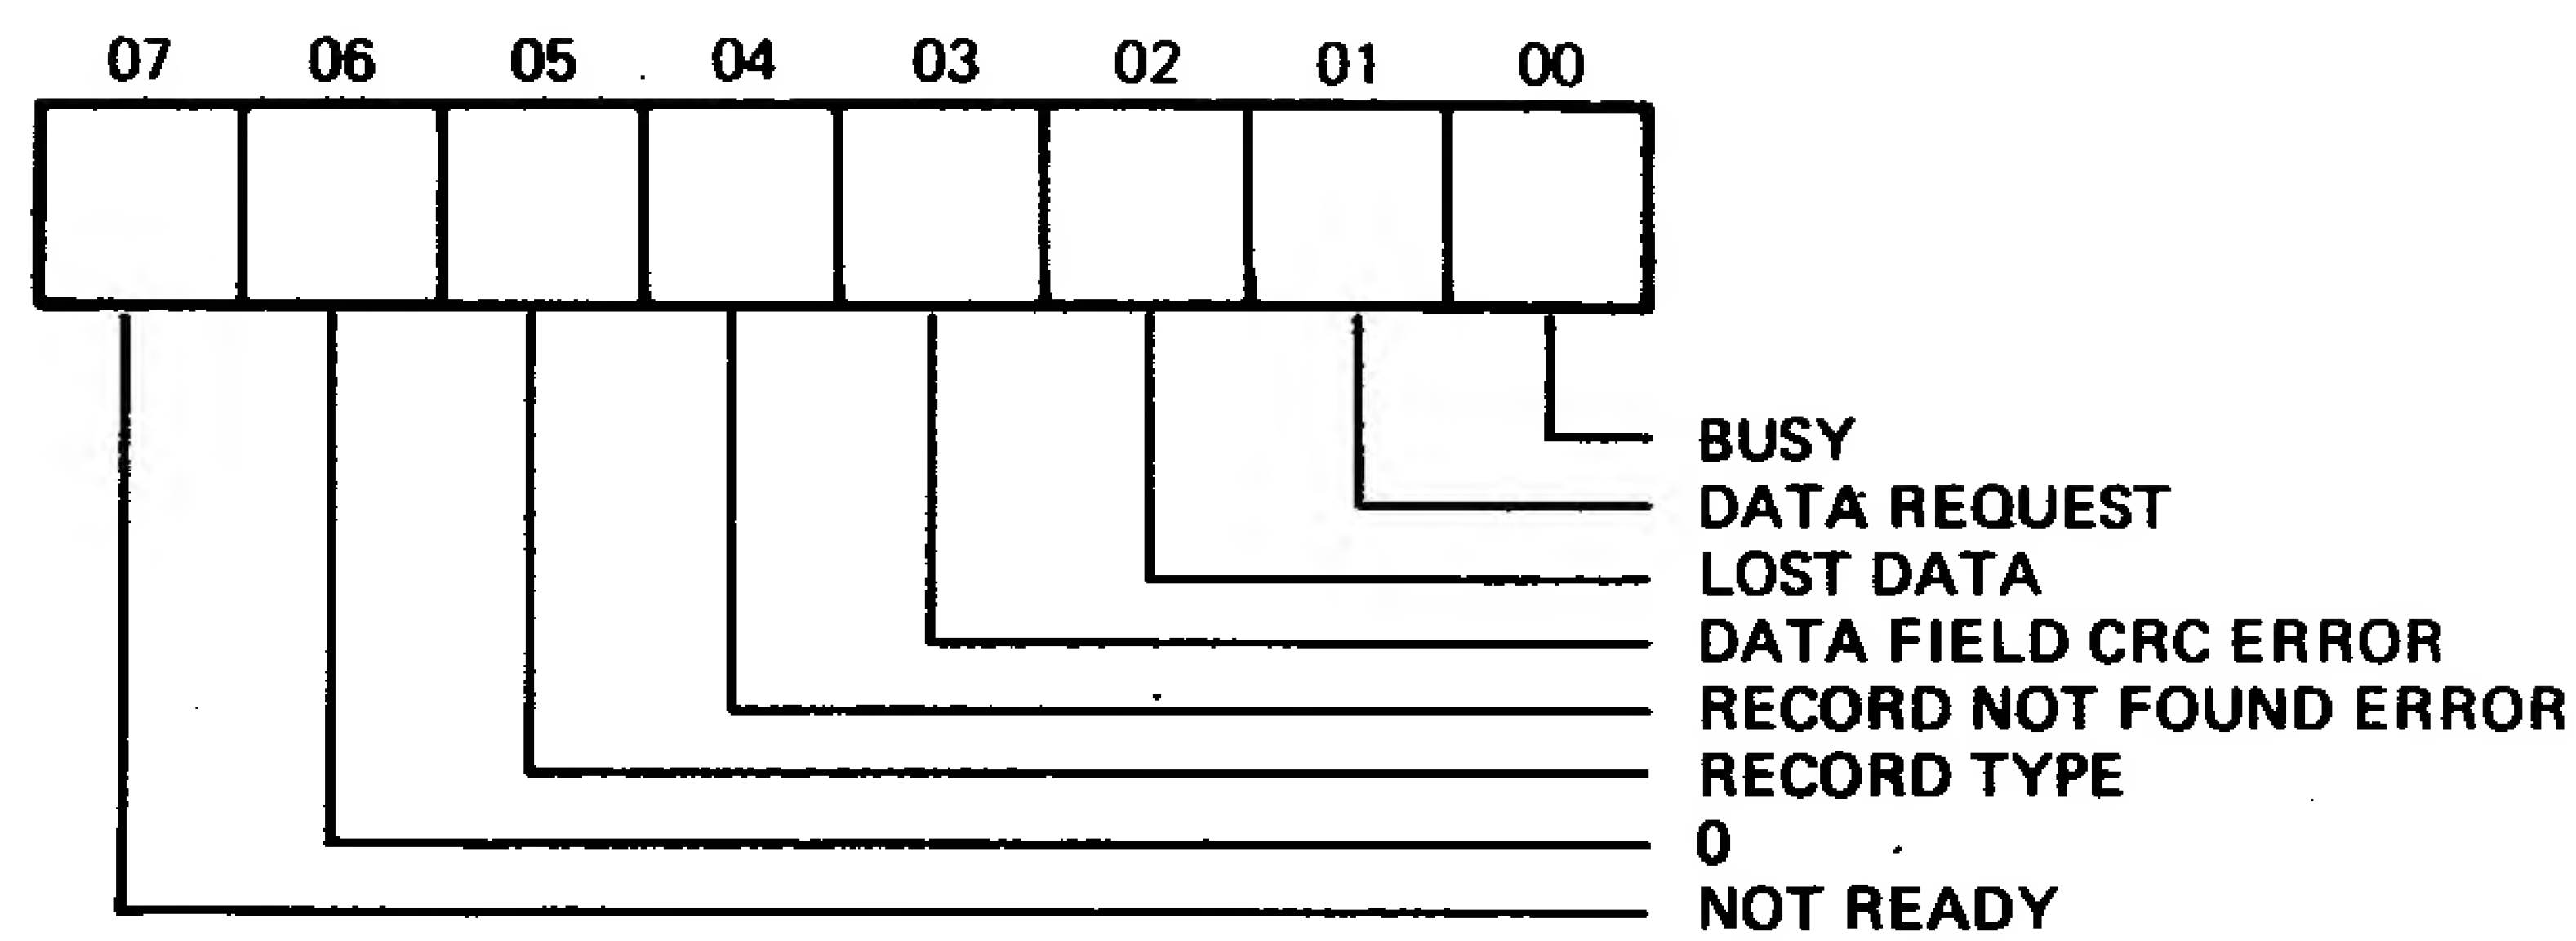 07 06 05 04 03 02 01 00
BUSY
DATA REQUEST
LOST DATA
DATA FIELD CRC ERROR
RECORD NOT FOUND ERROR
RECORD TYPE
0
NOT READY